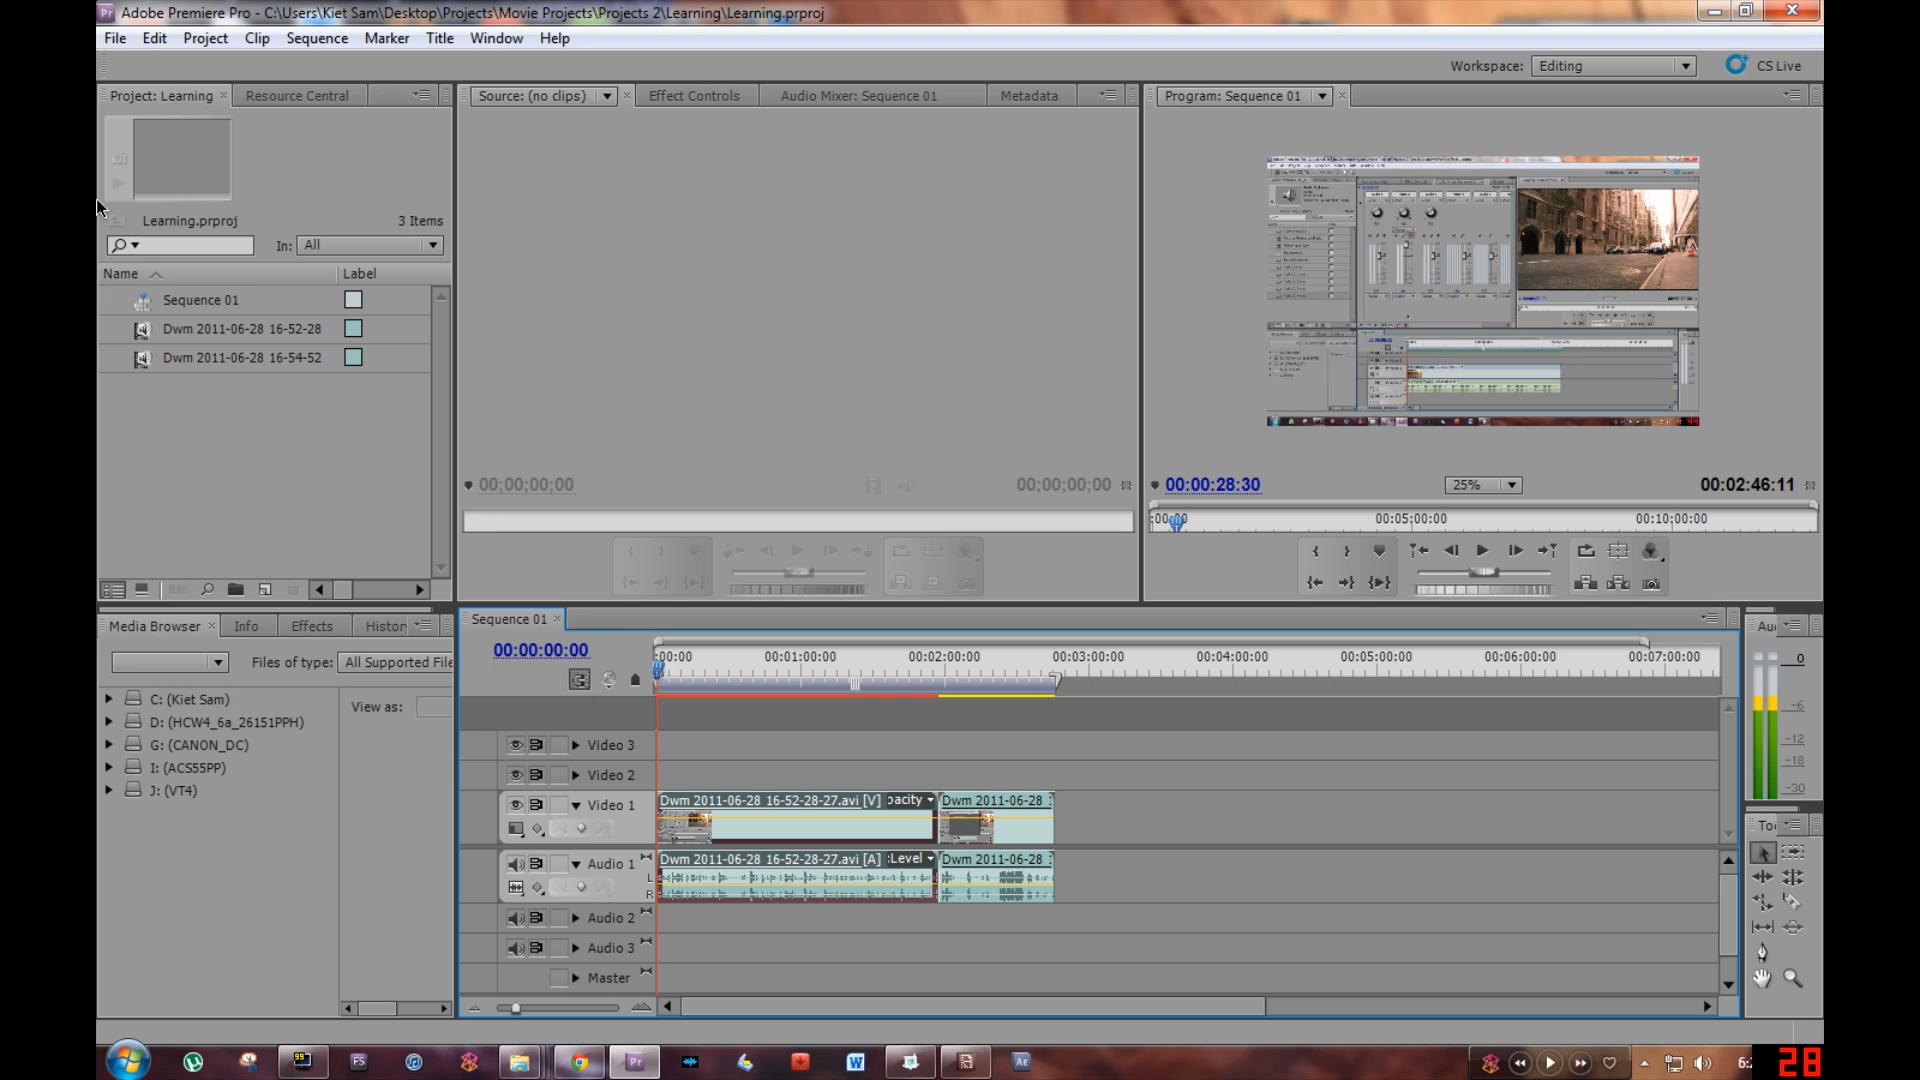 Pr Adobe Premiere Pro - C:\Users\Kiet Sam\Desktop\Projects\Movie Projects\Projects 2\Learning\Learning.prproj
File Edit Project Clip Sequence Marker Title Window Help
Workspace: Editing CS Live
Project: Learning Resource Central
Source: (no clips) Effect Controls Audio Mixer: Sequence 01 Metadata
Program: Sequence 01
Learning.prproj 3 Items
In: All
Name Label
Sequence 01
Dwm 2011-06-28 16-52-28
Dwm 2011-06-28 16-54-52
00;00;00;00 00;00;00;00
00:00:28:30 25% 00:02:46:11
00:05:00:00 00:10:00:00
Media Browser Info Effects Histor
Files of type: All Supported File
C: (Kiet Sam)
D: (HCW4_6a_26151PPH)
G: (CANON_DC)
I: (ACS55PP)
J: (VT4)
View as:
Sequence 01
00:00:00:00
:00:00 00:01:00:00 00:02:00:00 00:03:00:00 00:04:00:00 00:05:00:00 00:06:00:00 00:07:00:00
Video 3
Video 2
Video 1 Dwm 2011-06-28 16-52-28-27.avi [V] pacity Dwm 2011-06-28
Audio 1 Dwm 2011-06-28 16-52-28-27.avi [A] :Level Dwm 2011-06-28
L
R
Audio 2
Audio 3
Master
Au
0
-6
-12
-18
-30
To
99 FS Pr W Ae 6: 28